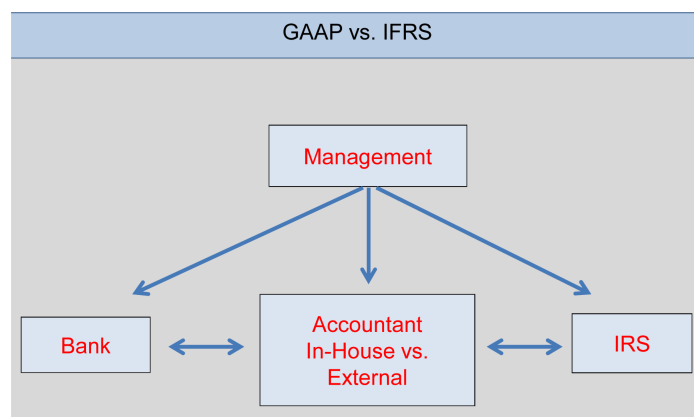 GAAP vs. IFRS
Management
Bank
Accountant
In-House vs.
External
IRS